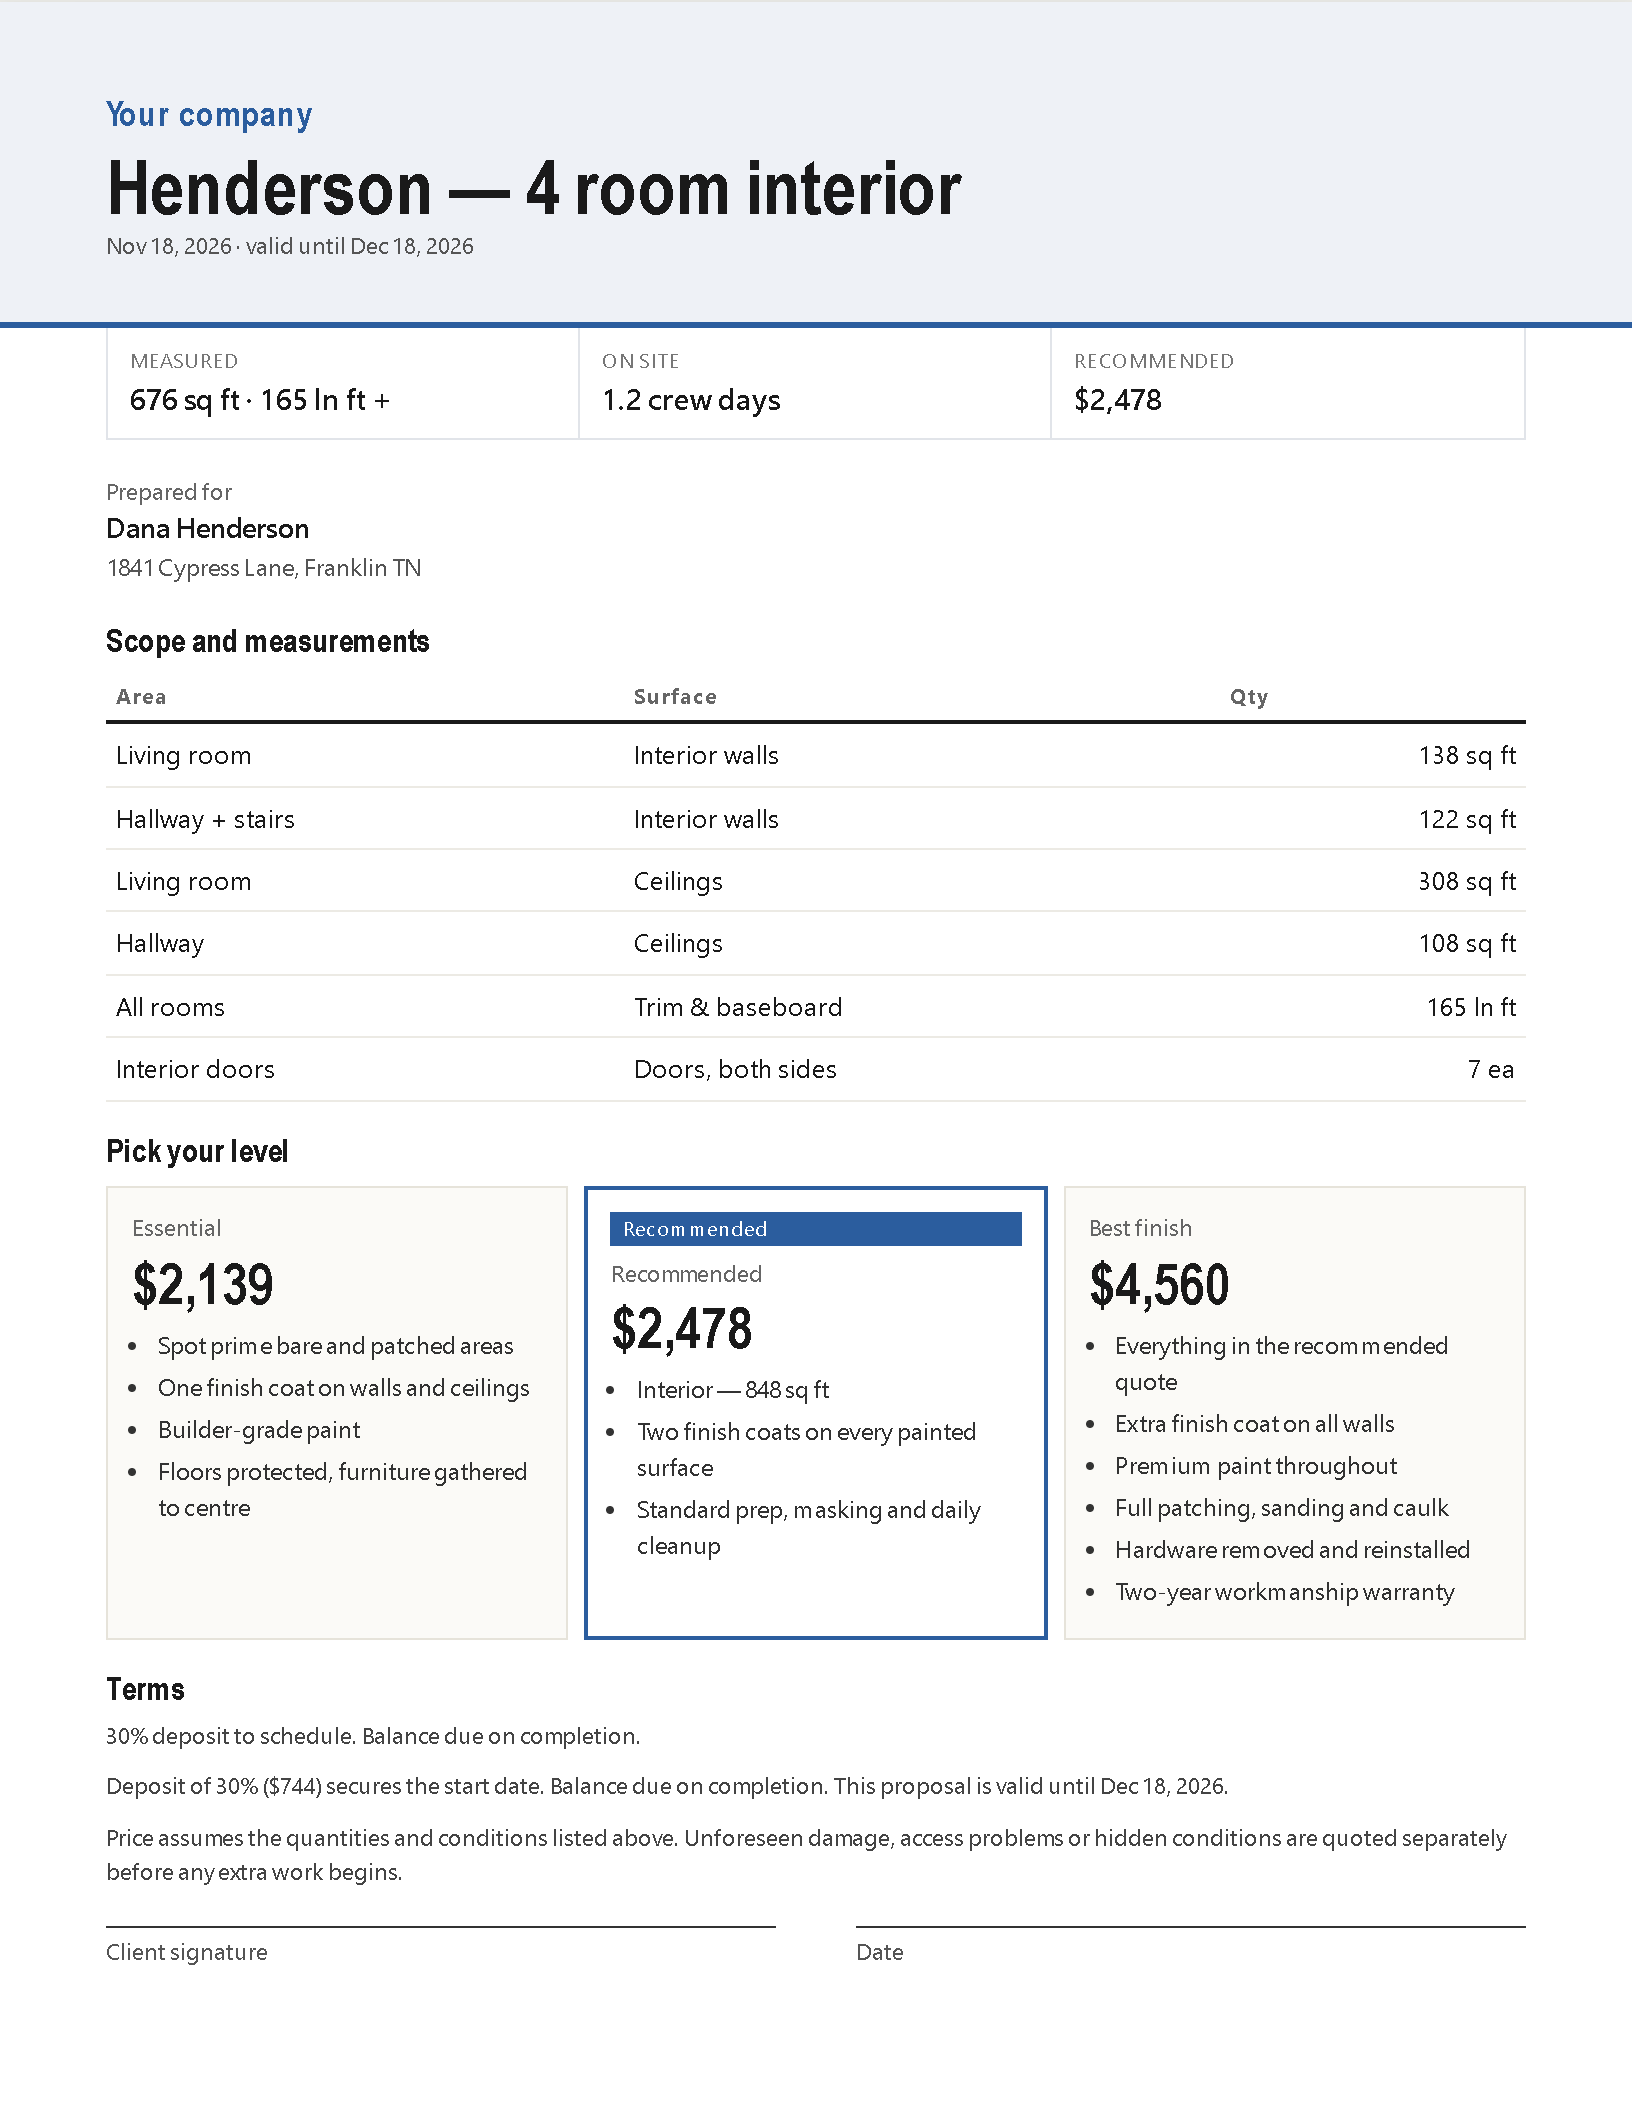 Your company
Henderson — 4 room interior
Nov 18, 2026 · valid until Dec 18, 2026
MEASURED
676 sq ft · 165 ln ft +
ON SITE
1.2 crew days
RECOMMENDED
$2,478
Prepared for
Dana Henderson
1841 Cypress Lane, Franklin TN
Scope and measurements
Area Surface Qty
Living room Interior walls 138 sq ft
Hallway + stairs Interior walls 122 sq ft
Living room Ceilings 308 sq ft
Hallway Ceilings 108 sq ft
All rooms Trim & baseboard 165 ln ft
Interior doors Doors, both sides 7 ea
Pick your level
Essential
$2,139
• Spot prime bare and patched areas
• One finish coat on walls and ceilings
• Builder-grade paint
• Floors protected, furniture gathered
to centre
Recommended
Recommended
$2,478
• Interior — 848 sq ft
• Two finish coats on every painted
surface
• Standard prep, masking and daily
cleanup
Best finish
$4,560
• Everything in the recommended
quote
• Extra finish coat on all walls
• Premium paint throughout
• Full patching, sanding and caulk
• Hardware removed and reinstalled
• Two-year workmanship warranty
Terms
30% deposit to schedule. Balance due on completion.
Deposit of 30% ($744) secures the start date. Balance due on completion. This proposal is valid until Dec 18, 2026.
Price assumes the quantities and conditions listed above. Unforeseen damage, access problems or hidden conditions are quoted separately
before any extra work begins.
Client signature
Date